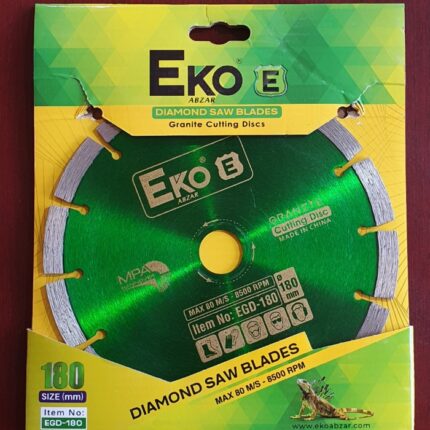 EKO® E
ABZAR
DIAMOND SAW BLADES
Granite Cutting Discs
EKO® E
ABZAR
GRANITE
Cutting Disc
MADE IN CHINA
MPA
MAX 80 M/S - 8500 RPM
Item No: EGD-180
Ø
180
mm
180
SIZE (mm)
Item No:
EGD-180
DIAMOND SAW BLADES
MAX 80 M/S - 8500 RPM
www.ekoabzar.com